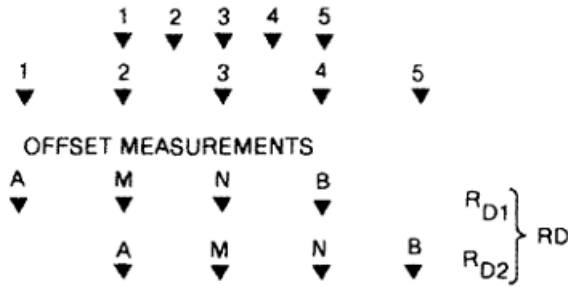 1 2 3 4 5
1 2 3 4 5
OFFSET MEASUREMENTS
A M N B R_D1
RD
A M N B R_D2